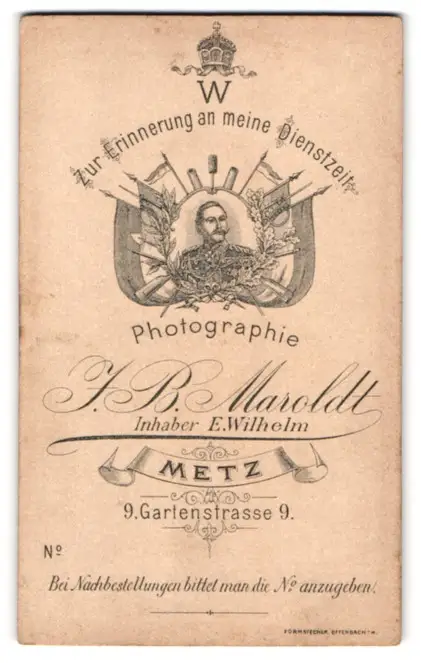 W
Zur Erinnerung an meine Dienstzeit
Photographie
J. B. Maroldt
Inhaber E. Wilhelm
METZ
9. Gartenstrasse 9.
Nº
Bei Nachbestellungen bittet man die Nº anzugeben.